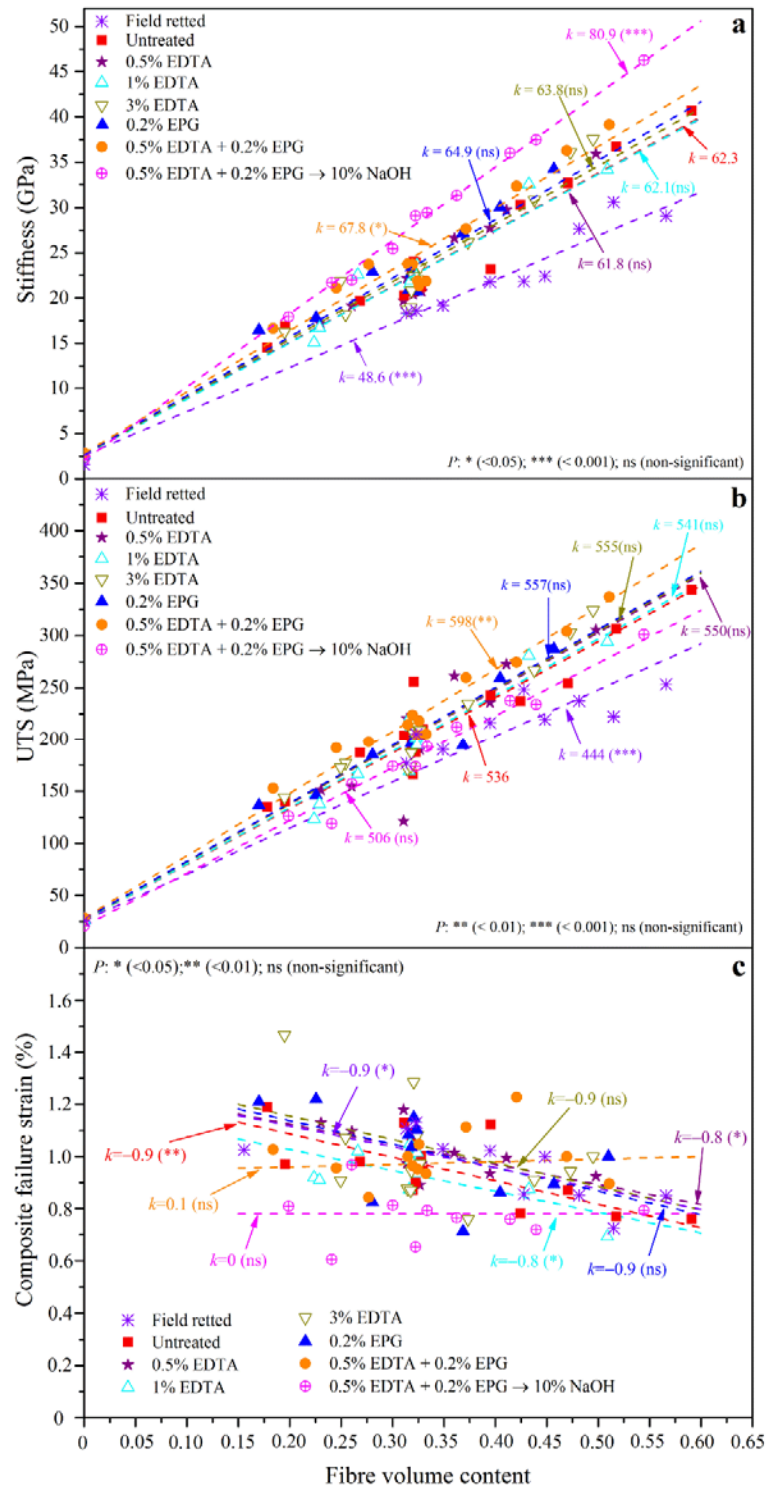 a
Field retted
Untreated
0.5% EDTA
1% EDTA
3% EDTA
0.2% EPG
0.5% EDTA + 0.2% EPG
0.5% EDTA + 0.2% EPG → 10% NaOH
k = 80.9 (***)
k = 63.8(ns)
k = 64.9 (ns)
k = 62.3
k = 67.8 (*)
k = 62.1(ns)
k = 61.8 (ns)
k= 48.6 (***)
P: * (<0.05); *** (< 0.001); ns (non-significant)
Stiffness (GPa)
50
45
40
35
30
25
20
15
10
5
0
b
Field retted
Untreated
0.5% EDTA
1% EDTA
3% EDTA
0.2% EPG
0.5% EDTA + 0.2% EPG
0.5% EDTA + 0.2% EPG → 10% NaOH
k = 541(ns)
k = 555(ns)
k = 557(ns)
k = 598(**)
k = 550(ns)
k = 444 (***)
k = 536
k = 506 (ns)
P: ** (< 0.01); *** (< 0.001); ns (non-significant)
UTS (MPa)
400
350
300
250
200
150
100
50
0
c
P: * (<0.05);** (<0.01); ns (non-significant)
k=−0.9 (*)
k=−0.9 (ns)
k=−0.9 (**)
k=−0.8 (*)
k=0.1 (ns)
k=0 (ns)
k=−0.8 (*)
k=−0.9 (ns)
Field retted
Untreated
0.5% EDTA
1% EDTA
3% EDTA
0.2% EPG
0.5% EDTA + 0.2% EPG
0.5% EDTA + 0.2% EPG → 10% NaOH
Composite failure strain (%)
1.6
1.4
1.2
1.0
0.8
0.6
0.4
0.2
0
0 0.15 0.20 0.25 0.30 0.35 0.40 0.45 0.50 0.55 0.60 0.65
Fibre volume content